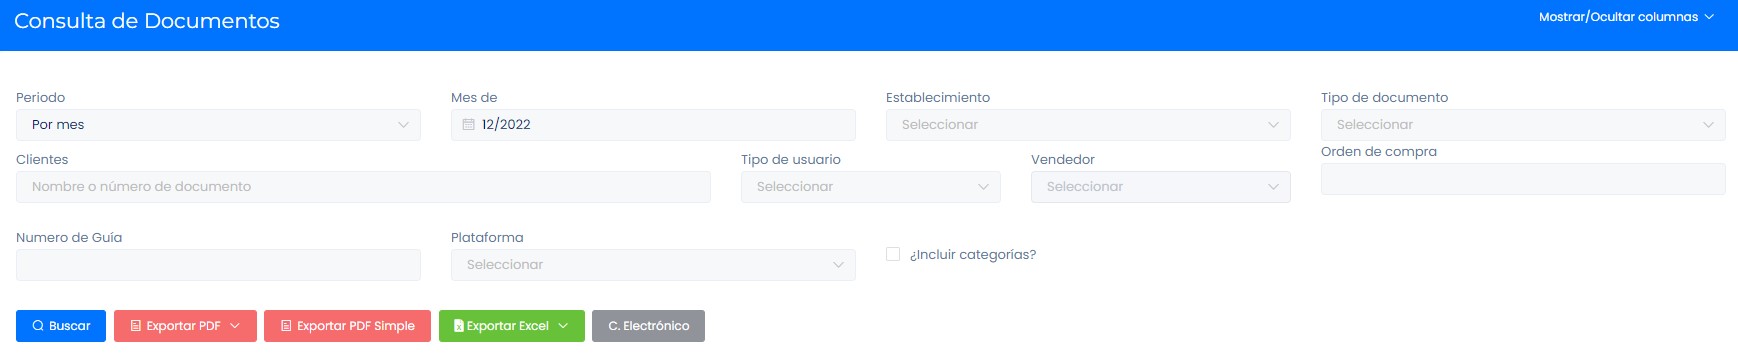 Consulta de Documentos
Mostrar/Ocultar columnas
Periodo
Mes de
Establecimiento
Tipo de documento
Por mes
12/2022
Seleccionar
Seleccionar
Clientes
Tipo de usuario
Vendedor
Orden de compra
Nombre o número de documento
Seleccionar
Seleccionar
Numero de Guía
Plataforma
Seleccionar
¿Incluir categorías?
Buscar
Exportar PDF
Exportar PDF Simple
Exportar Excel
C. Electrónico